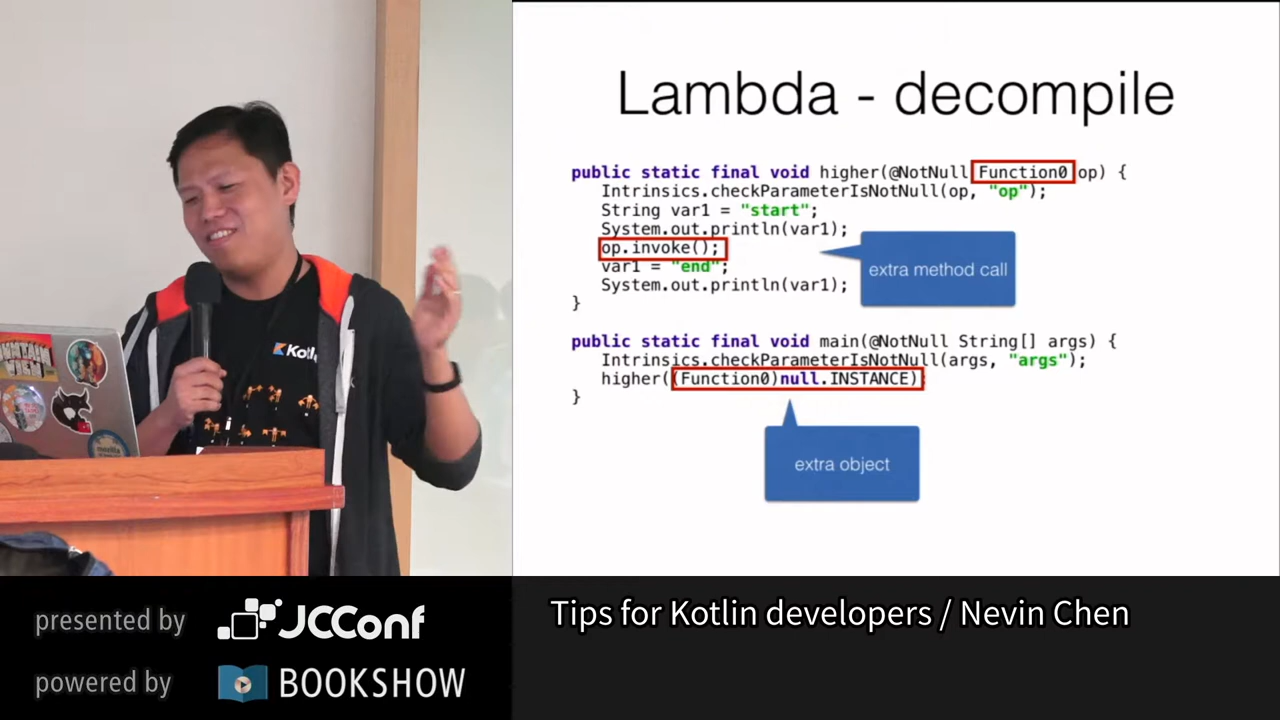 Lambda - decompile
public static final void higher(@NotNull Function0 op) {
Intrinsics.checkParameterIsNotNull(op, "op");
String var1 = "start";
System.out.println(var1);
op.invoke();
var1 = "end";
System.out.println(var1);
}
extra method call
public static final void main(@NotNull String[] args) {
Intrinsics.checkParameterIsNotNull(args, "args");
higher((Function0)null.INSTANCE);
}
extra object
presented by JCConf
powered by BOOKSHOW
Tips for Kotlin developers / Nevin Chen